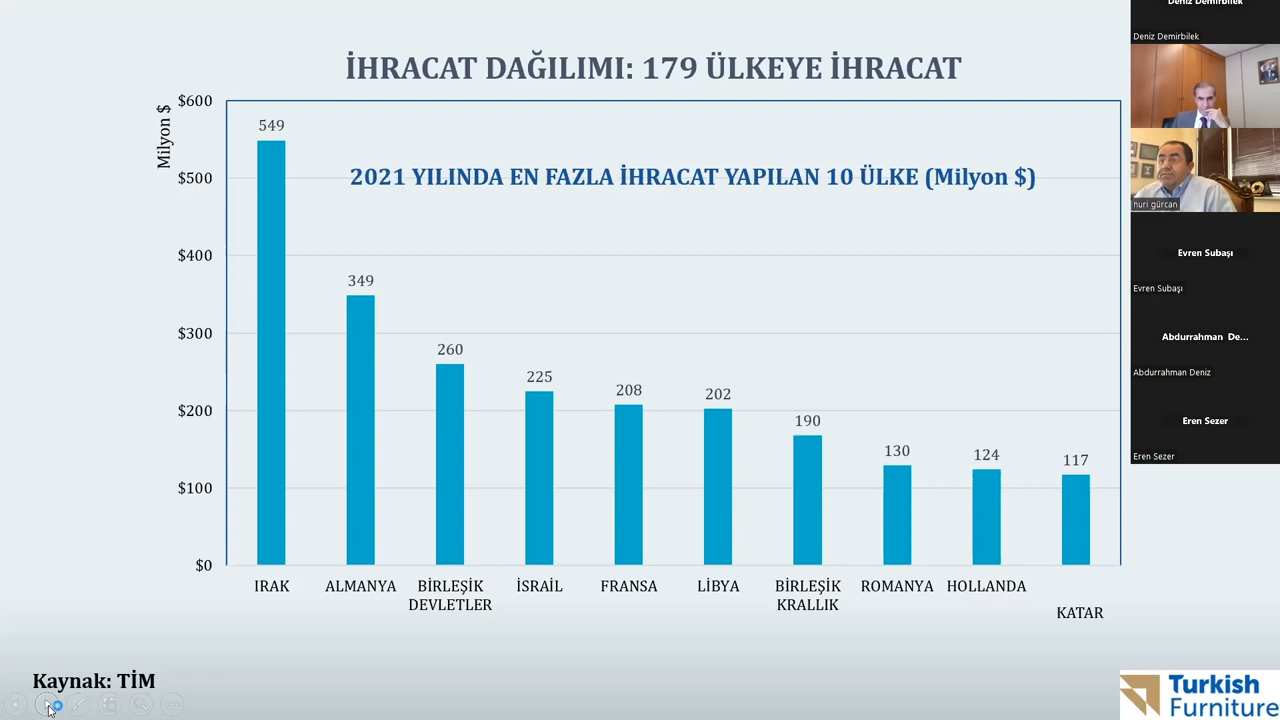 İHRACAT DAĞILIMI: 179 ÜLKEYE İHRACAT
Milyon $
2021 YILINDA EN FAZLA İHRACAT YAPILAN 10 ÜLKE (Milyon $)
$600
$500
$400
$300
$200
$100
$0
549
349
260
225
208
202
190
130
124
117
IRAK
ALMANYA
BİRLEŞİK
DEVLETLER
İSRAİL
FRANSA
LİBYA
BİRLEŞİK
KRALLIK
ROMANYA
HOLLANDA
KATAR
Kaynak: TİM
Deniz Demirbilek
Deniz Demirbilek
nuri gürcan
Evren Subaşı
Evren Subaşı
Abdurrahman De...
Abdurrahman Deniz
Eren Sezer
Eren Sezer
Turkish
Furniture